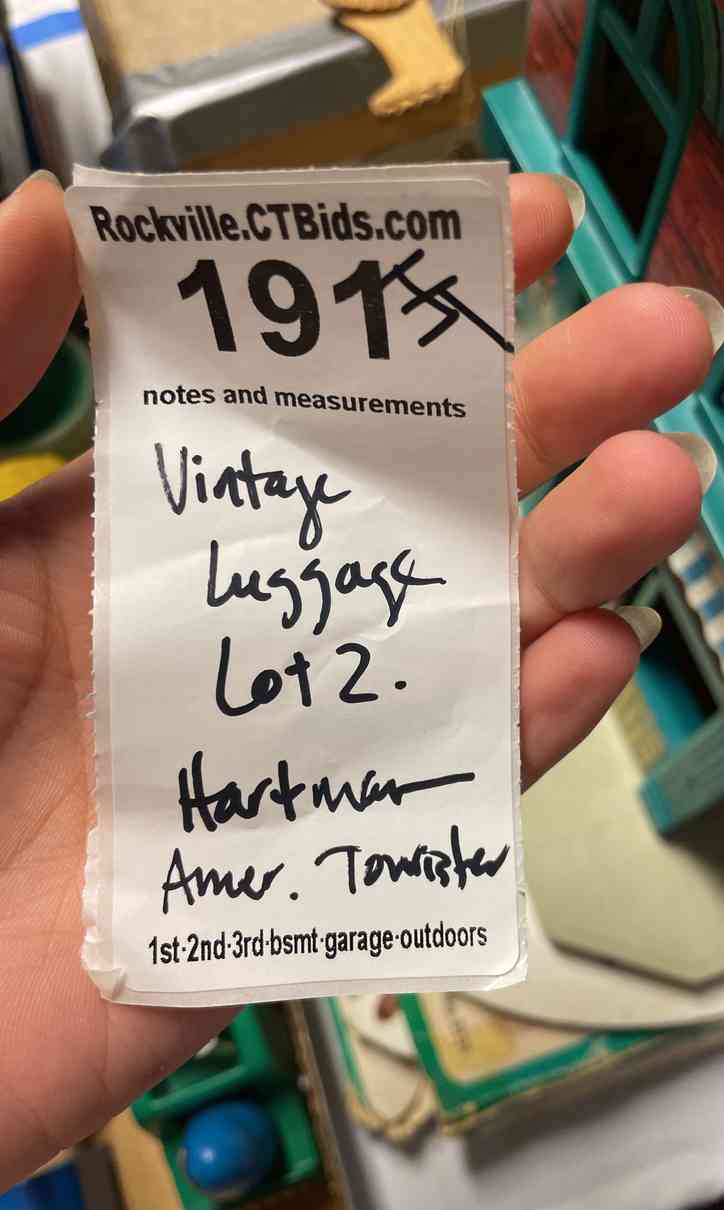 Rockville.CTBids.com
191
notes and measurements
Vintage
Luggage
Lot 2.
Hartman
Amer. Tourister
1st·2nd·3rd·bsmt·garage·outdoors